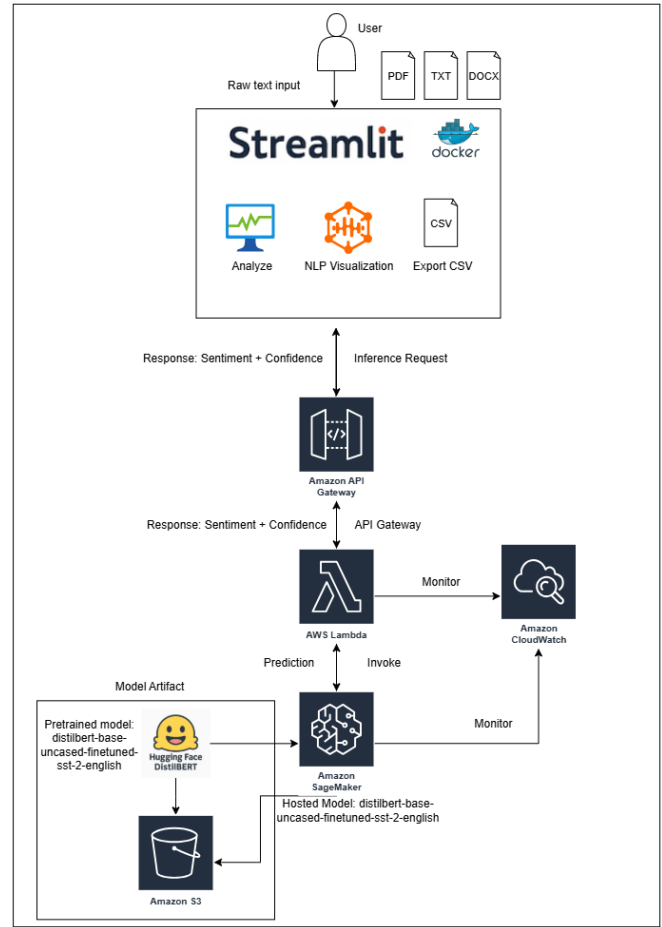 User
PDF
TXT
DOCX
Raw text input
Streamlit
docker
CSV
Analyze
NLP Visualization
Export CSV
Response: Sentiment + Confidence
Inference Request
</>
Amazon API
Gateway
Response: Sentiment + Confidence
API Gateway
Monitor
AWS Lambda
Amazon
CloudWatch
Prediction
Invoke
Model Artifact
Pretrained model:
distilbert-base-
uncased-finetuned-
sst-2-english
Hugging Face
DistilBERT
Monitor
Amazon
SageMaker
Hosted Model: distilbert-base-
uncased-finetuned-sst-2-english
Amazon S3